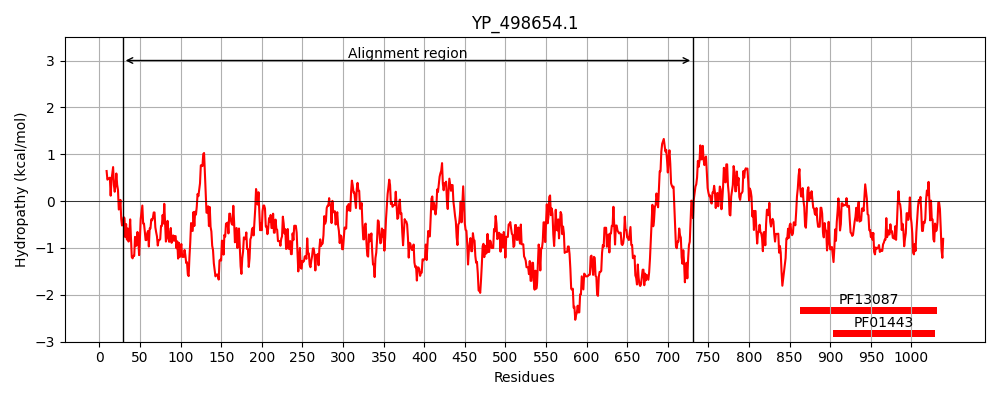 YP_498654.1
Alignment region
Hydropathy (kcal/mol)
3
2
1
0
−1
−2
−3
PF13087
PF01443
0 50 100 150 200 250 300 350 400 450 500 550 600 650 700 750 800 850 900 950 1000
Residues